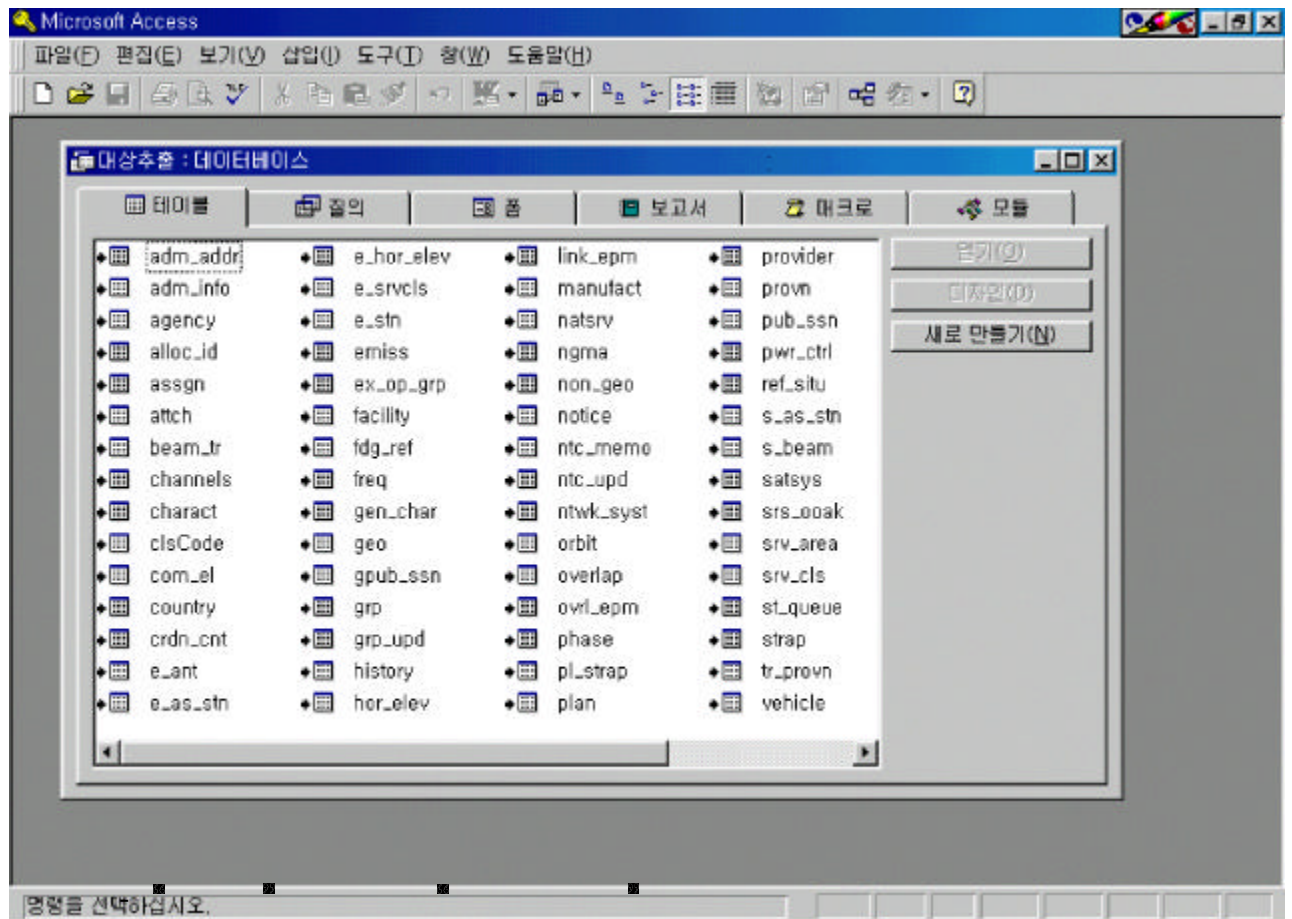 Microsoft Access
파일(F) 편집(E) 보기(V) 삽입(I) 도구(T) 창(W) 도움말(H)
대상추출 : 데이터베이스
테이블 질의 폼 보고서 매크로 모듈
adm_addr e_hor_elev link_epm provider 열기(O)
adm_info e_srvcls manufact provn 디자인(D)
agency e_stn natsrv pub_ssn 새로 만들기(N)
alloc_id emiss ngma pwr_ctrl
assgn ex_op_grp non_geo ref_situ
attch facility notice s_as_stn
beam_tr fdg_ref ntc_memo s_beam
channels freq ntc_upd satsys
charact gen_char ntwk_syst srs_ooak
clsCode geo orbit srv_area
com_el gpub_ssn overlap srv_cls
country grp ovrl_epm st_queue
crdn_cnt grp_upd phase strap
e_ant history pl_strap tr_provn
e_as_stn hor_elev plan vehicle
명령을 선택하십시오.